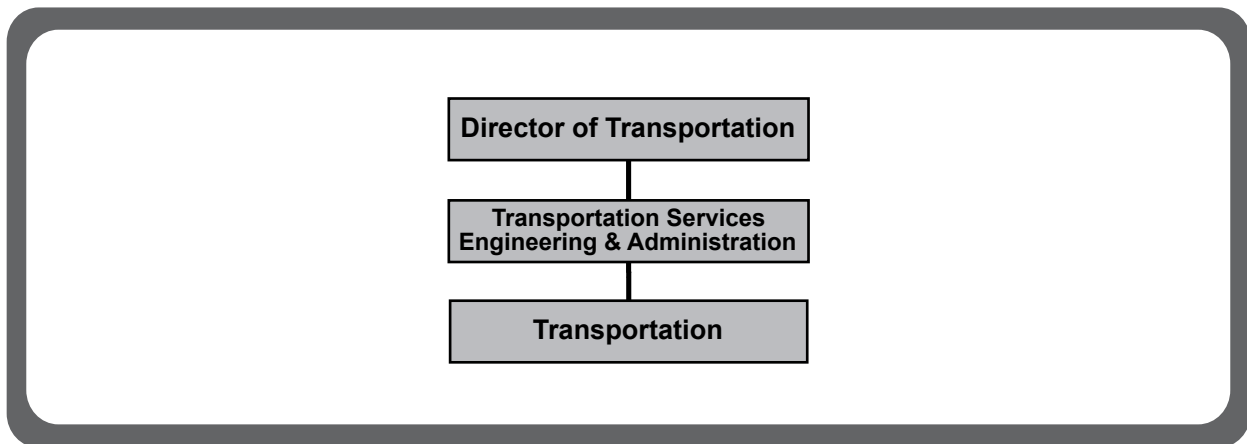 Director of Transportation
Transportation Services
Engineering & Administration
Transportation